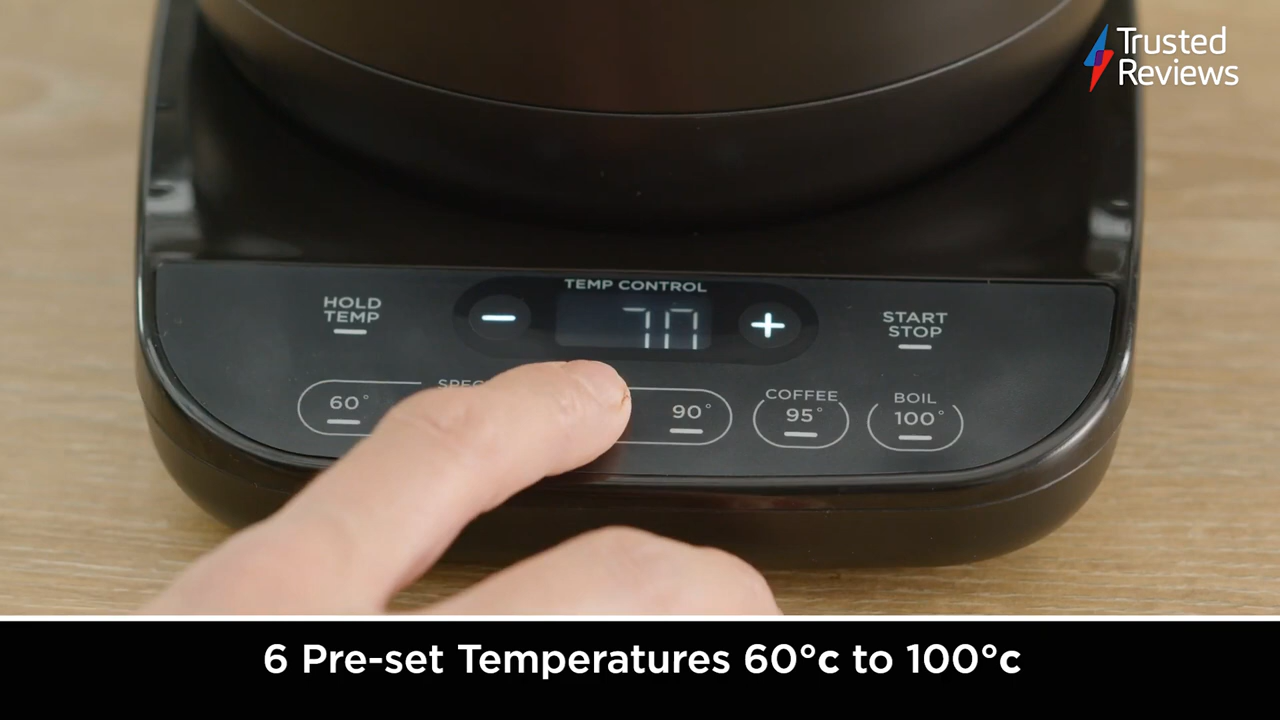 Trusted
Reviews
TEMP CONTROL
HOLD
TEMP
−
70
+
START
STOP
60°
90°
COFFEE
95°
BOIL
100°
6 Pre-set Temperatures 60°c to 100°c